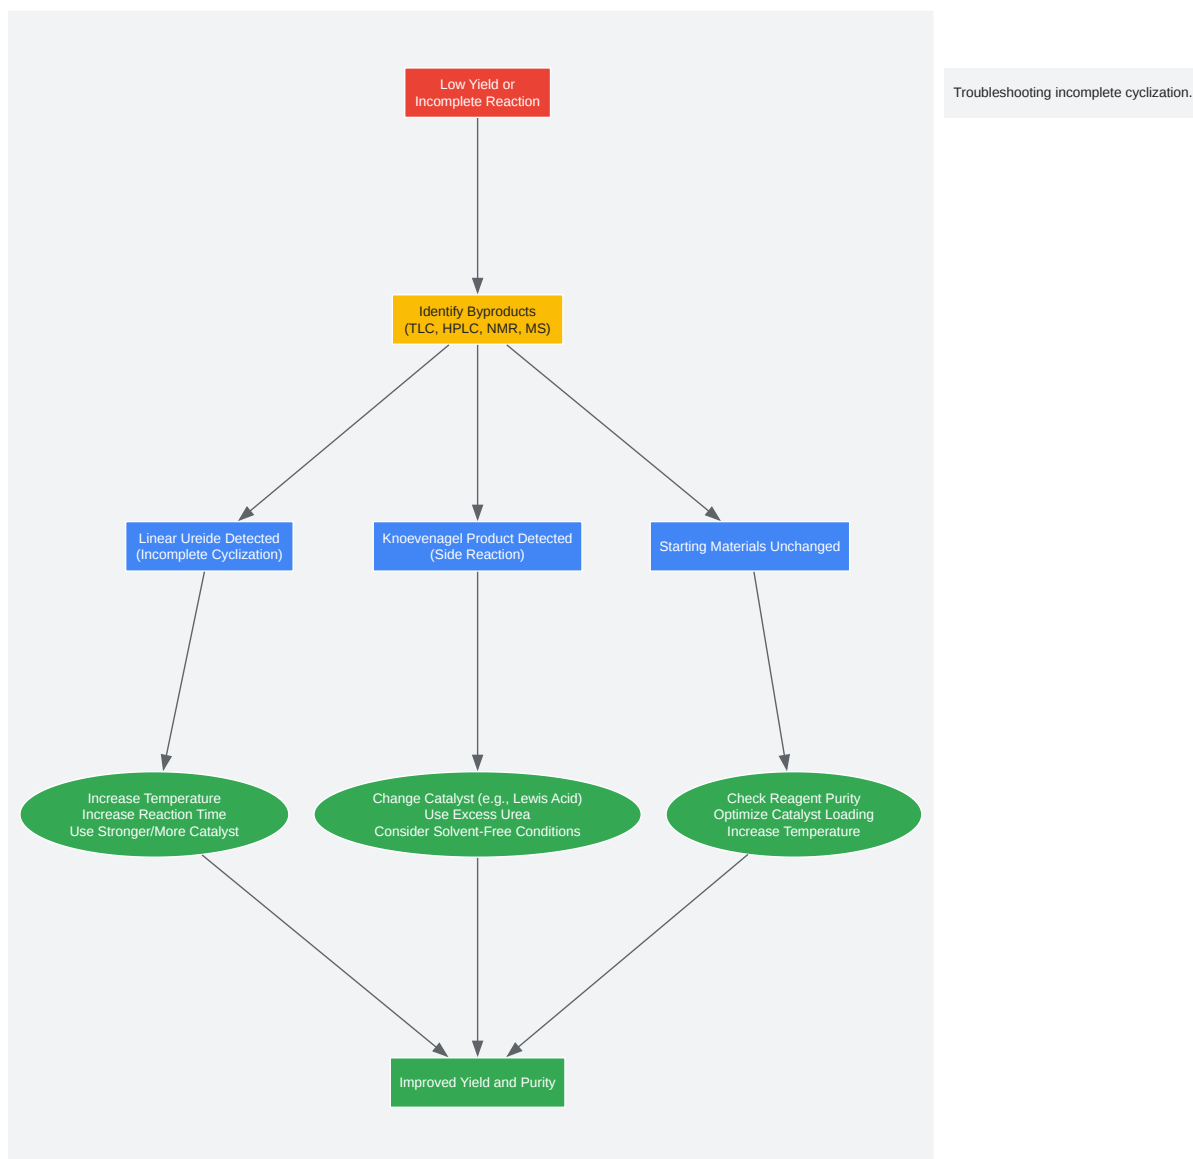 Low Yield or
Incomplete Reaction
Troubleshooting incomplete cyclization.
Identify Byproducts
(TLC, HPLC, NMR, MS)
Linear Ureide Detected
(Incomplete Cyclization)
Knoevenagel Product Detected
(Side Reaction)
Starting Materials Unchanged
Increase Temperature
Increase Reaction Time
Use Stronger/More Catalyst
Change Catalyst (e.g., Lewis Acid)
Use Excess Urea
Consider Solvent-Free Conditions
Check Reagent Purity
Optimize Catalyst Loading
Increase Temperature
Improved Yield and Purity